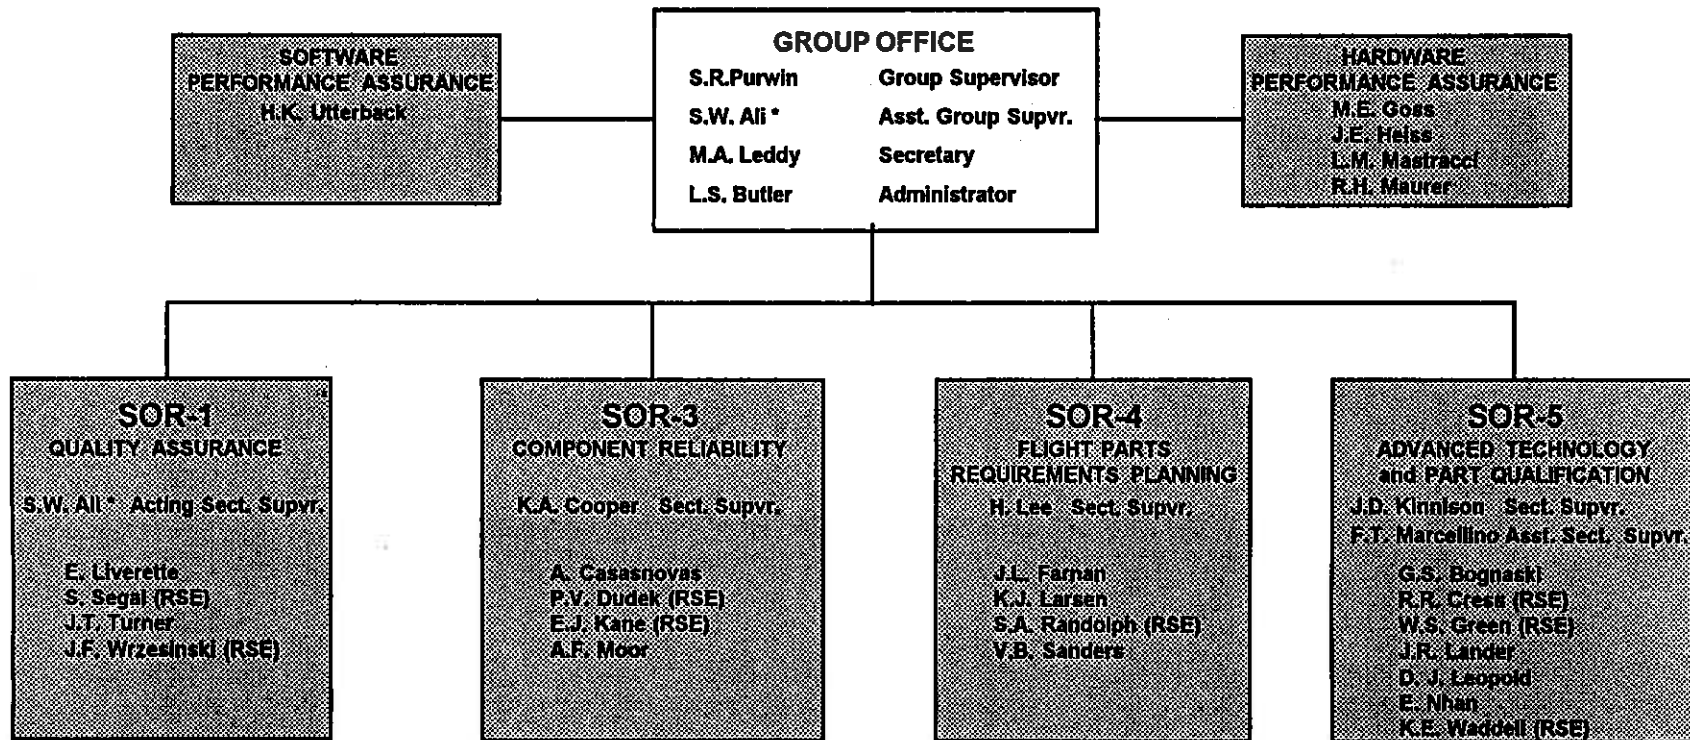 GROUP OFFICE
S.R.Purwin Group Supervisor
S.W. Ali * Asst. Group Supvr.
M.A. Leddy Secretary
L.S. Butler Administrator
SOFTWARE
PERFORMANCE ASSURANCE
H.K. Utterback
HARDWARE
PERFORMANCE ASSURANCE
M.E. Goss
J.E. Heiss
L.M. Mastracci
R.H. Maurer
SOR-1
QUALITY ASSURANCE
S.W. Ali * Acting Sect. Supvr.
E. Liverette
S. Segal (RSE)
J.T. Turner
J.F. Wrzesinski (RSE)
SOR-3
COMPONENT RELIABILITY
K.A. Cooper Sect. Supvr.
A. Casasnovas
P.V. Dudek (RSE)
E.J. Kane (RSE)
A.F. Moor
SOR-4
FLIGHT PARTS
REQUIREMENTS PLANNING
H. Lee Sect. Supvr.
J.L. Farnan
K.J. Larsen
S.A. Randolph (RSE)
V.B. Sanders
SOR-5
ADVANCED TECHNOLOGY
and PART QUALIFICATION
J.D. Kinnison Sect. Supvr.
F.T. Marcellino Asst. Sect. Supvr.
G.S. Bognaski
R.R. Cress (RSE)
W.S. Green (RSE)
J.R. Lander
D. J. Leopold
E. Nhan
K.E. Waddell (RSE)